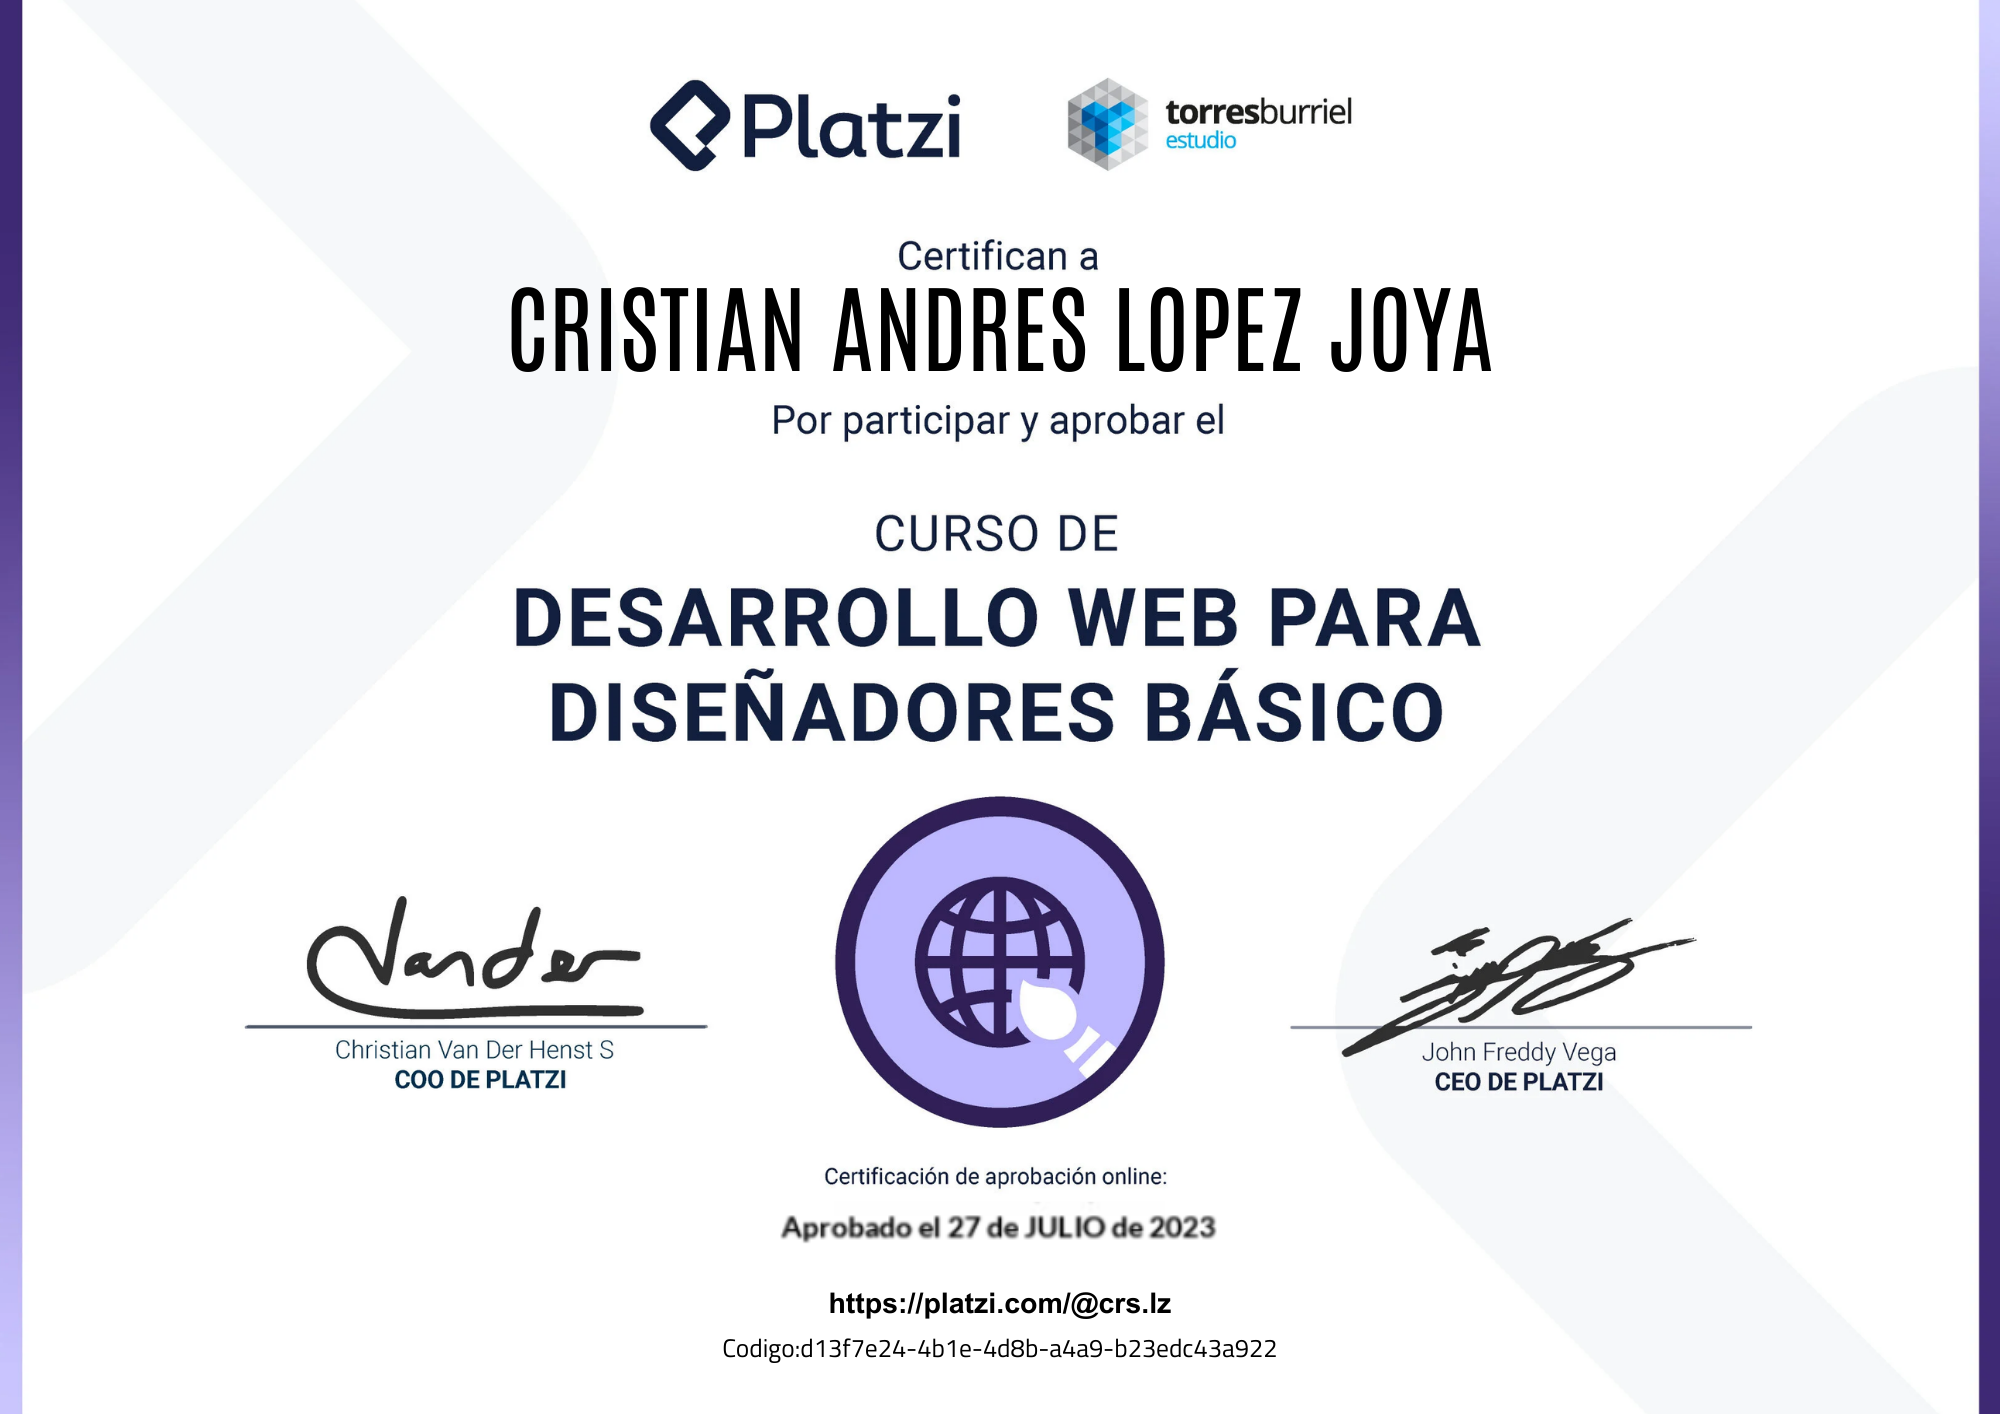 Platzi
torresburriel
estudio
Certifican a
CRISTIAN ANDRES LOPEZ JOYA
Por participar y aprobar el
CURSO DE
DESARROLLO WEB PARA
DISEÑADORES BÁSICO
Vander
Christian Van Der Henst S
COO DE PLATZI
John Freddy Vega
CEO DE PLATZI
Certificación de aprobación online:
Aprobado el 27 de JULIO de 2023
https://platzi.com/@crs.lz
Codigo:d13f7e24-4b1e-4d8b-a4a9-b23edc43a922